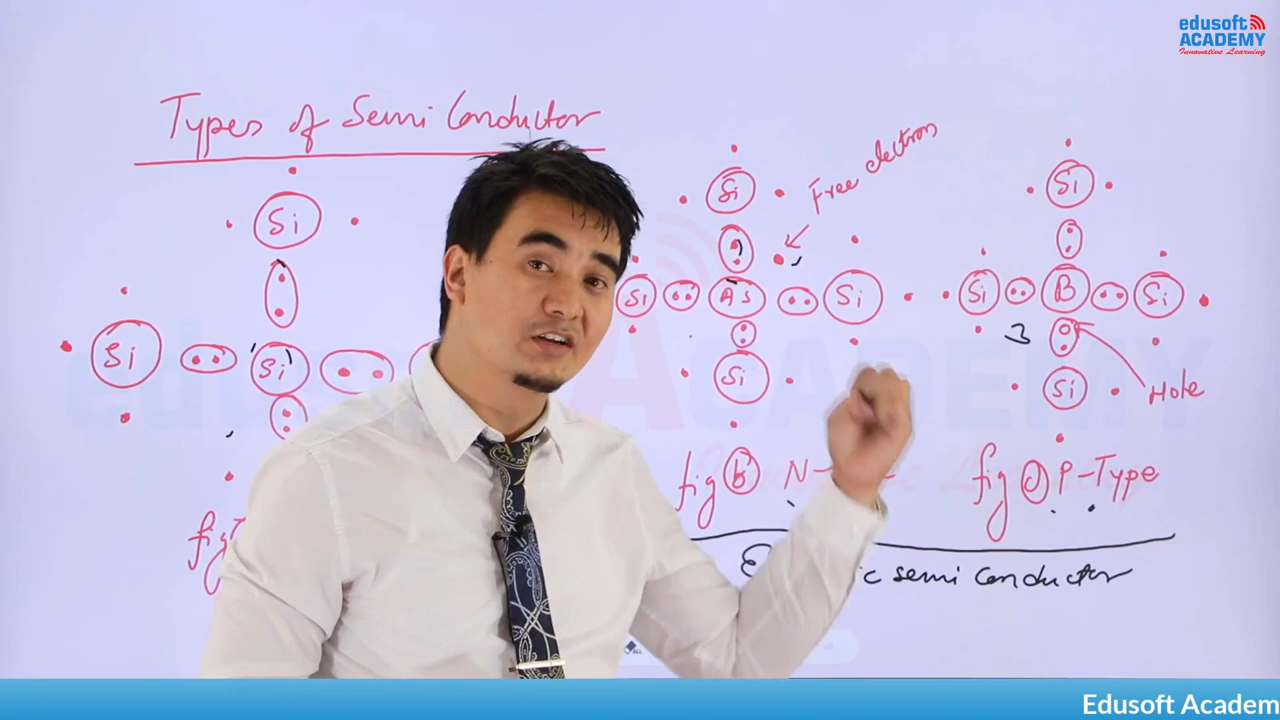 edusoft
ACADEMY
Innovative Learning
Types of Semi Conductor
Free electron
Si
Si
Si
Si
Si
Si
As
Si
Si
Si
B
Si
3
Si
Hole
fig
fig (b) N-
fig (c) P-Type
semi conductor
Edusoft Academ